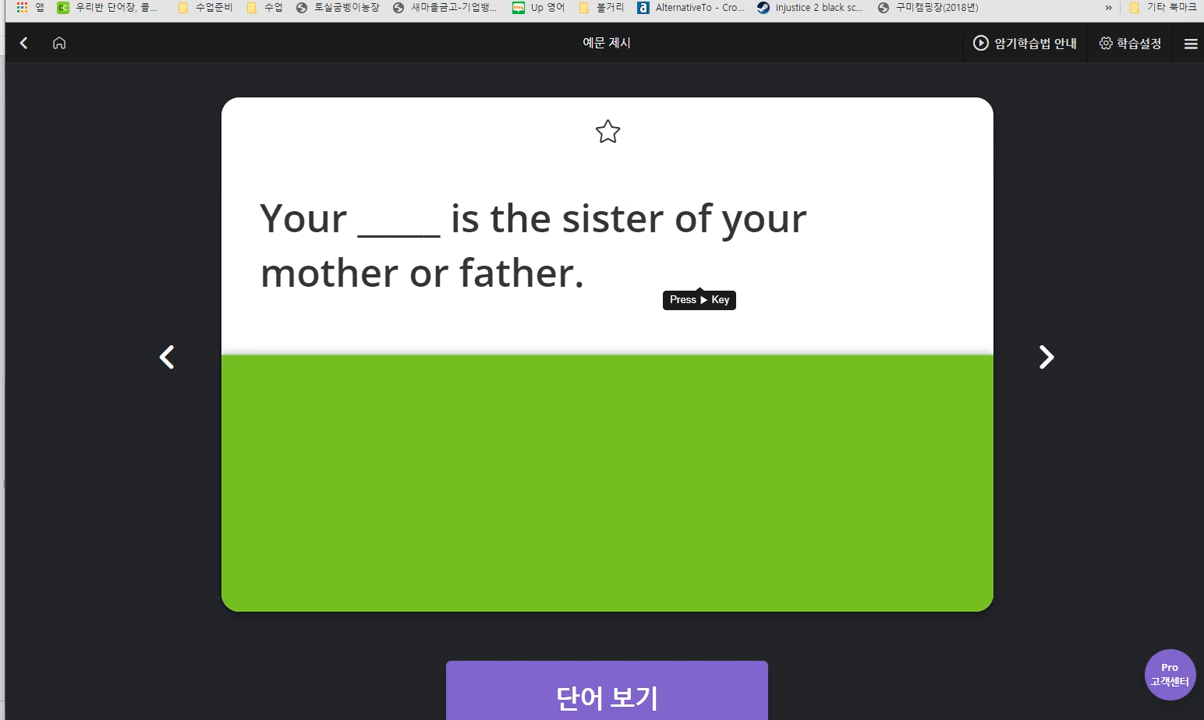 앱 우리반 단어장, 클... 수업준비 수업 토실굼벵이농장 새마을금고-기업뱅... Up 영어 볼거리 AlternativeTo - Cro... injustice 2 black sc... 구미캠핑장(2018년) » 기타 북마크
예문 제시 암기학습법 안내 학습설정
Your _____ is the sister of your
mother or father.
Press ▶ Key
단어 보기
Pro
고객센터